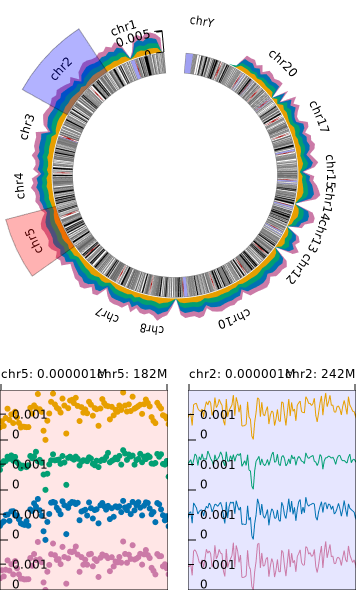 chrY
chr1
0.005
0
chr2
chr3
chr4
chr5
chr7
chr8
chr10
chr12
chr13
chr14
chr15
chr17
chr20
chr5: 0.000001M
chr5: 182M
chr2: 0.000001M
chr2: 242M
0.001
0
0.001
0
0.001
0
0.001
0
0.001
0
0.001
0
0.001
0
0.001
0